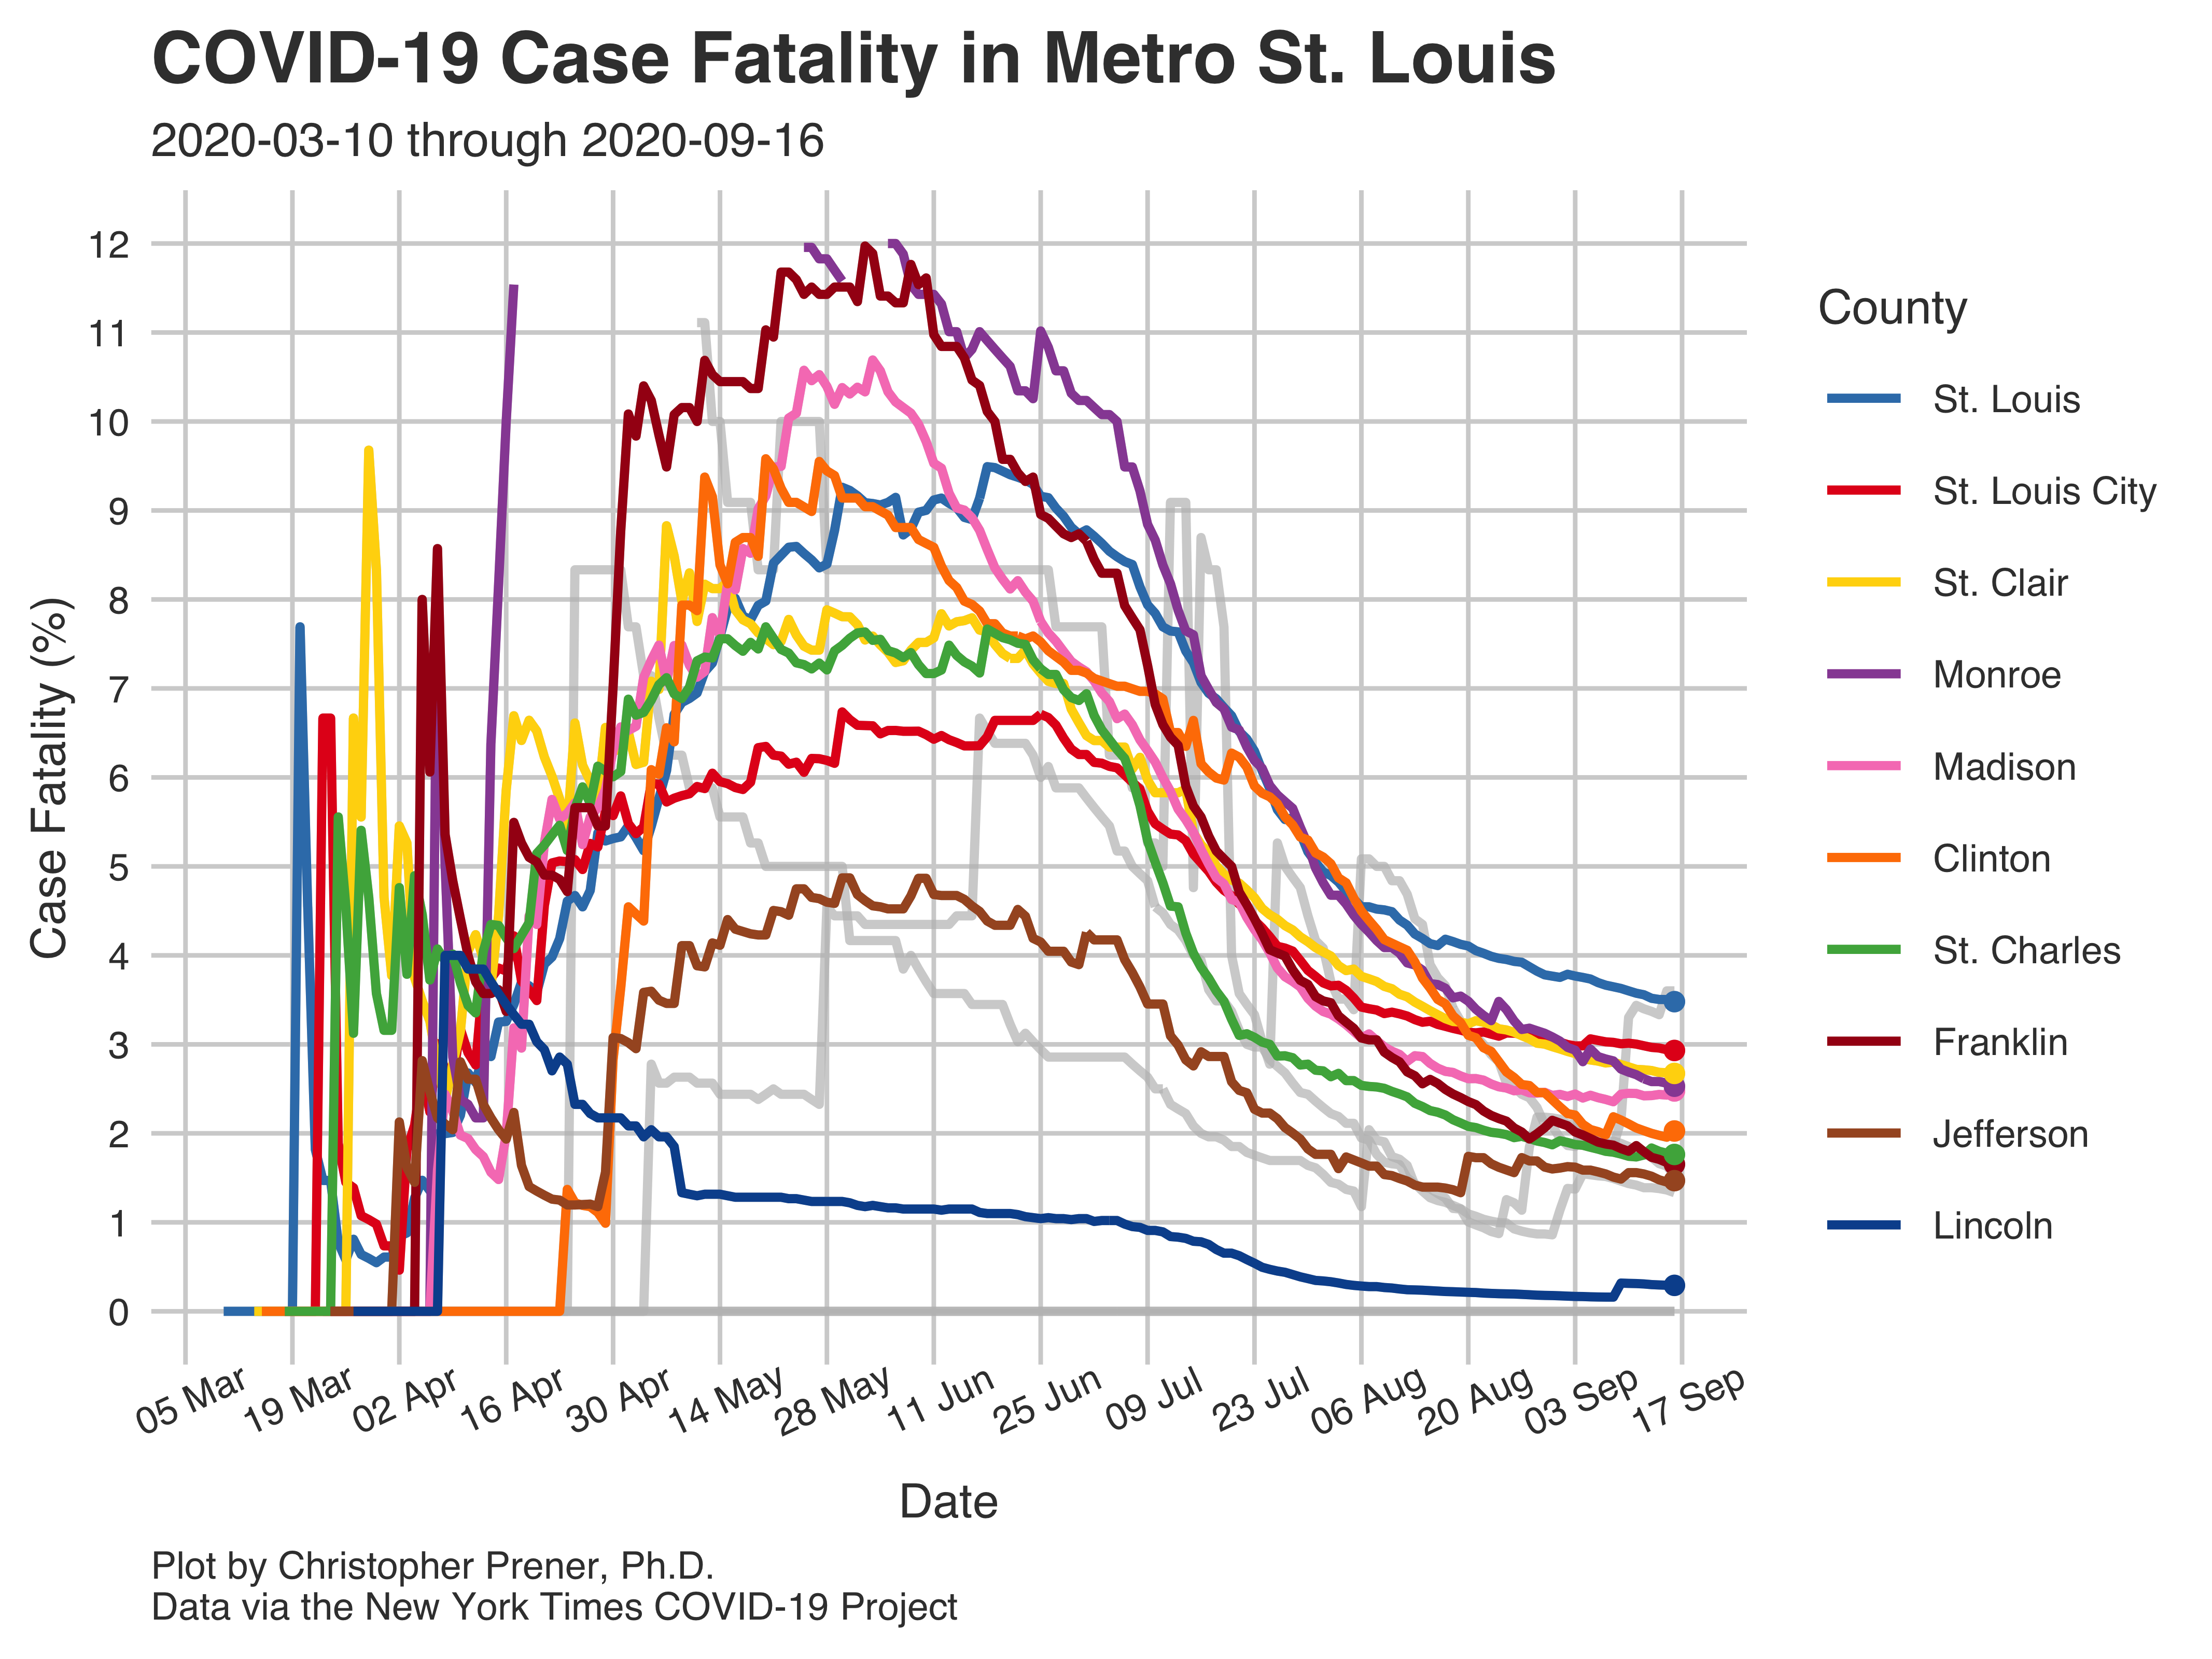 COVID-19 Case Fatality in Metro St. Louis
2020-03-10 through 2020-09-16
Case Fatality (%)
12
11
10
9
8
7
6
5
4
3
2
1
0
05 Mar
19 Mar
02 Apr
16 Apr
30 Apr
14 May
28 May
11 Jun
25 Jun
09 Jul
23 Jul
06 Aug
20 Aug
03 Sep
17 Sep
Date
County
St. Louis
St. Louis City
St. Clair
Monroe
Madison
Clinton
St. Charles
Franklin
Jefferson
Lincoln
Plot by Christopher Prener, Ph.D.
Data via the New York Times COVID-19 Project